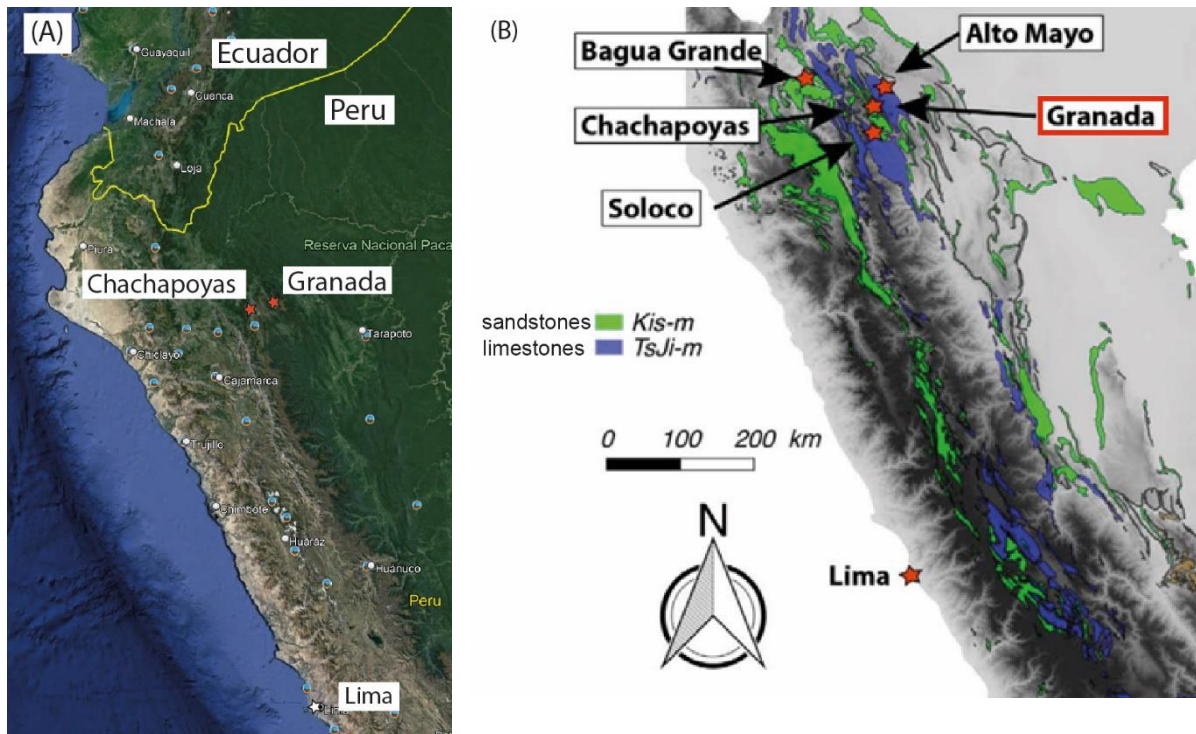 (A)
Guayaquil
Ecuador
Cuenca
Peru
Machala
Loja
Piura
Reserva Nacional Paca
Chachapoyas
Granada
Tarapoto
Chiclayo
Cajamarca
Trujillo
Chimbote
Huaraz
Huánuco
Peru
Lima
(B)
Bagua Grande
Alto Mayo
Chachapoyas
Granada
Soloco
sandstones Kis-m
limestones TsJi-m
0 100 200 km
N
Lima